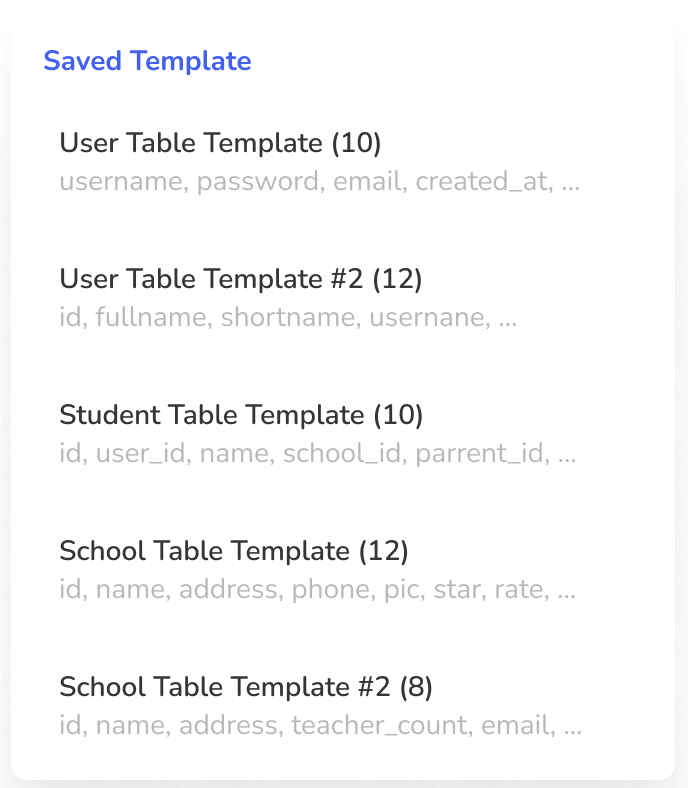 Saved Template
User Table Template (10)
username, password, email, created_at, ...
User Table Template #2 (12)
id, fullname, shortname, usernane, ...
Student Table Template (10)
id, user_id, name, school_id, parrent_id, ...
School Table Template (12)
id, name, address, phone, pic, star, rate, ...
School Table Template #2 (8)
id, name, address, teacher_count, email, ...